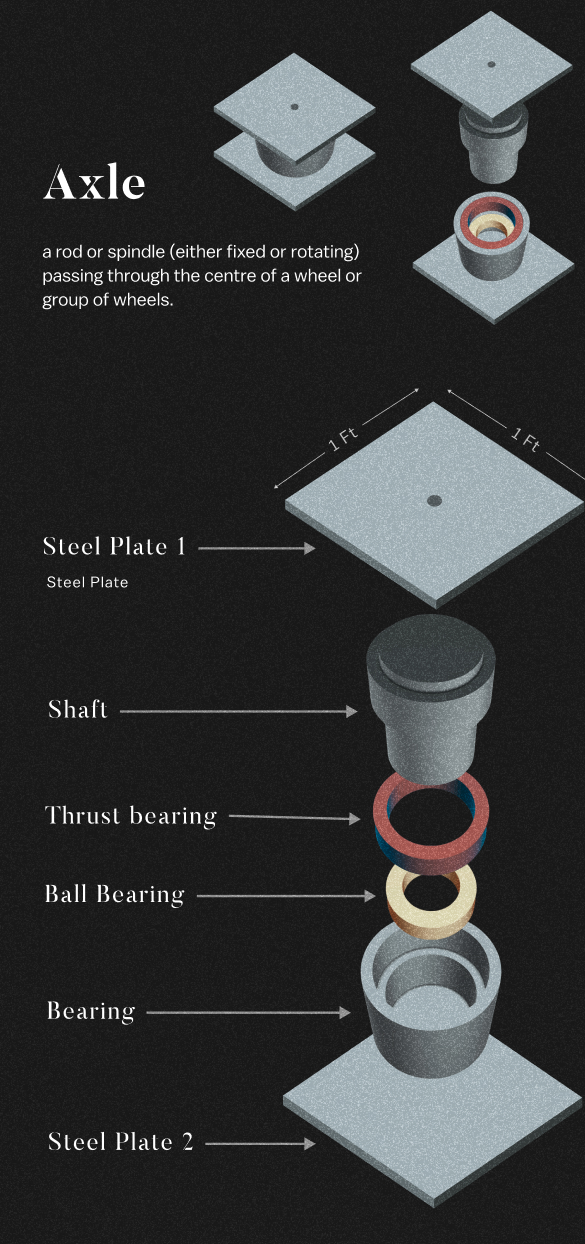 Axle
a rod or spindle (either fixed or rotating)
passing through the centre of a wheel or
group of wheels.
1 Ft
1 Ft
Steel Plate 1
Steel Plate
Shaft
Thrust bearing
Ball Bearing
Bearing
Steel Plate 2